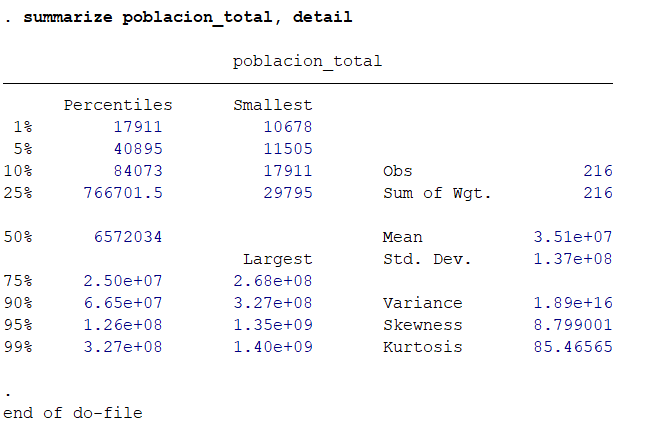 . summarize poblacion_total, detail
poblacion_total
Percentiles Smallest
1% 17911 10678
5% 40895 11505
10% 84073 17911 Obs 216
25% 766701.5 29795 Sum of Wgt. 216
50% 6572034 Mean 3.51e+07
Largest Std. Dev. 1.37e+08
75% 2.50e+07 2.68e+08
90% 6.65e+07 3.27e+08 Variance 1.89e+16
95% 1.26e+08 1.35e+09 Skewness 8.799001
99% 3.27e+08 1.40e+09 Kurtosis 85.46565
.
end of do-file